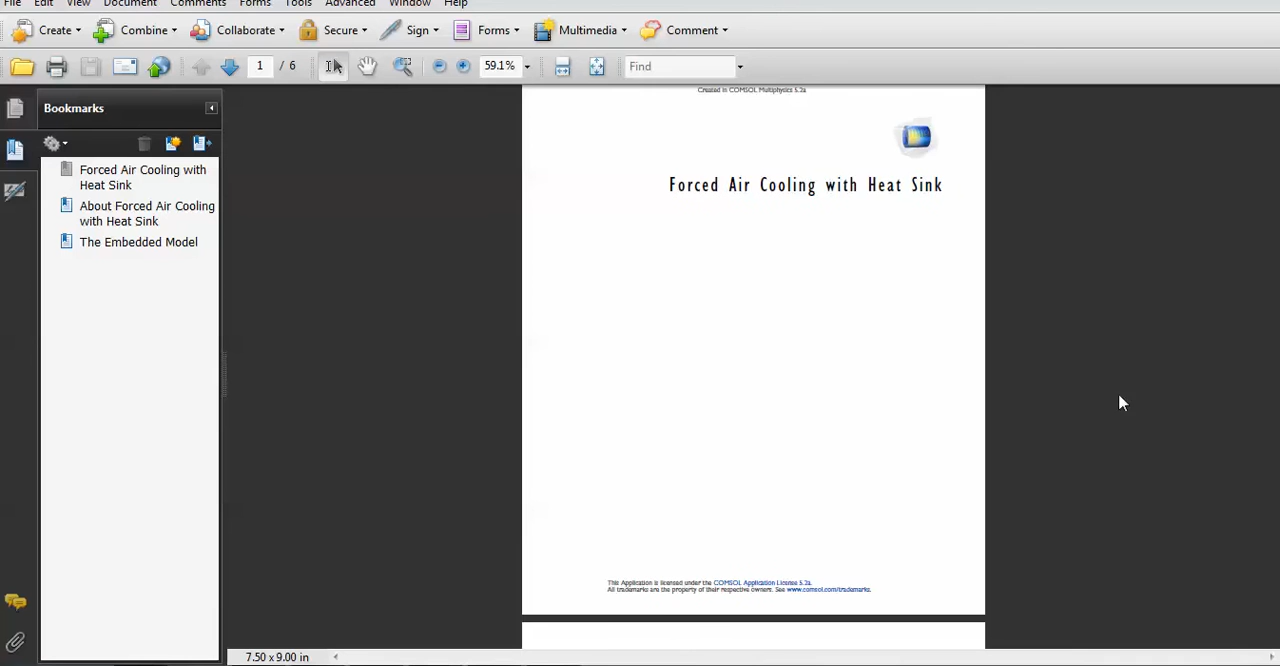 File Edit View Document Comments Forms Tools Advanced Window Help
Create Combine Collaborate Secure Sign Forms Multimedia Comment
1 / 6 59.1% Find
Bookmarks
Forced Air Cooling with
Heat Sink
About Forced Air Cooling
with Heat Sink
The Embedded Model
Created in COMSOL Multiphysics 5.2a
Forced Air Cooling with Heat Sink
This Application is licensed under the COMSOL Application License 5.2a.
All trademarks are the property of their respective owners. See www.comsol.com/trademarks.
7.50 x 9.00 in